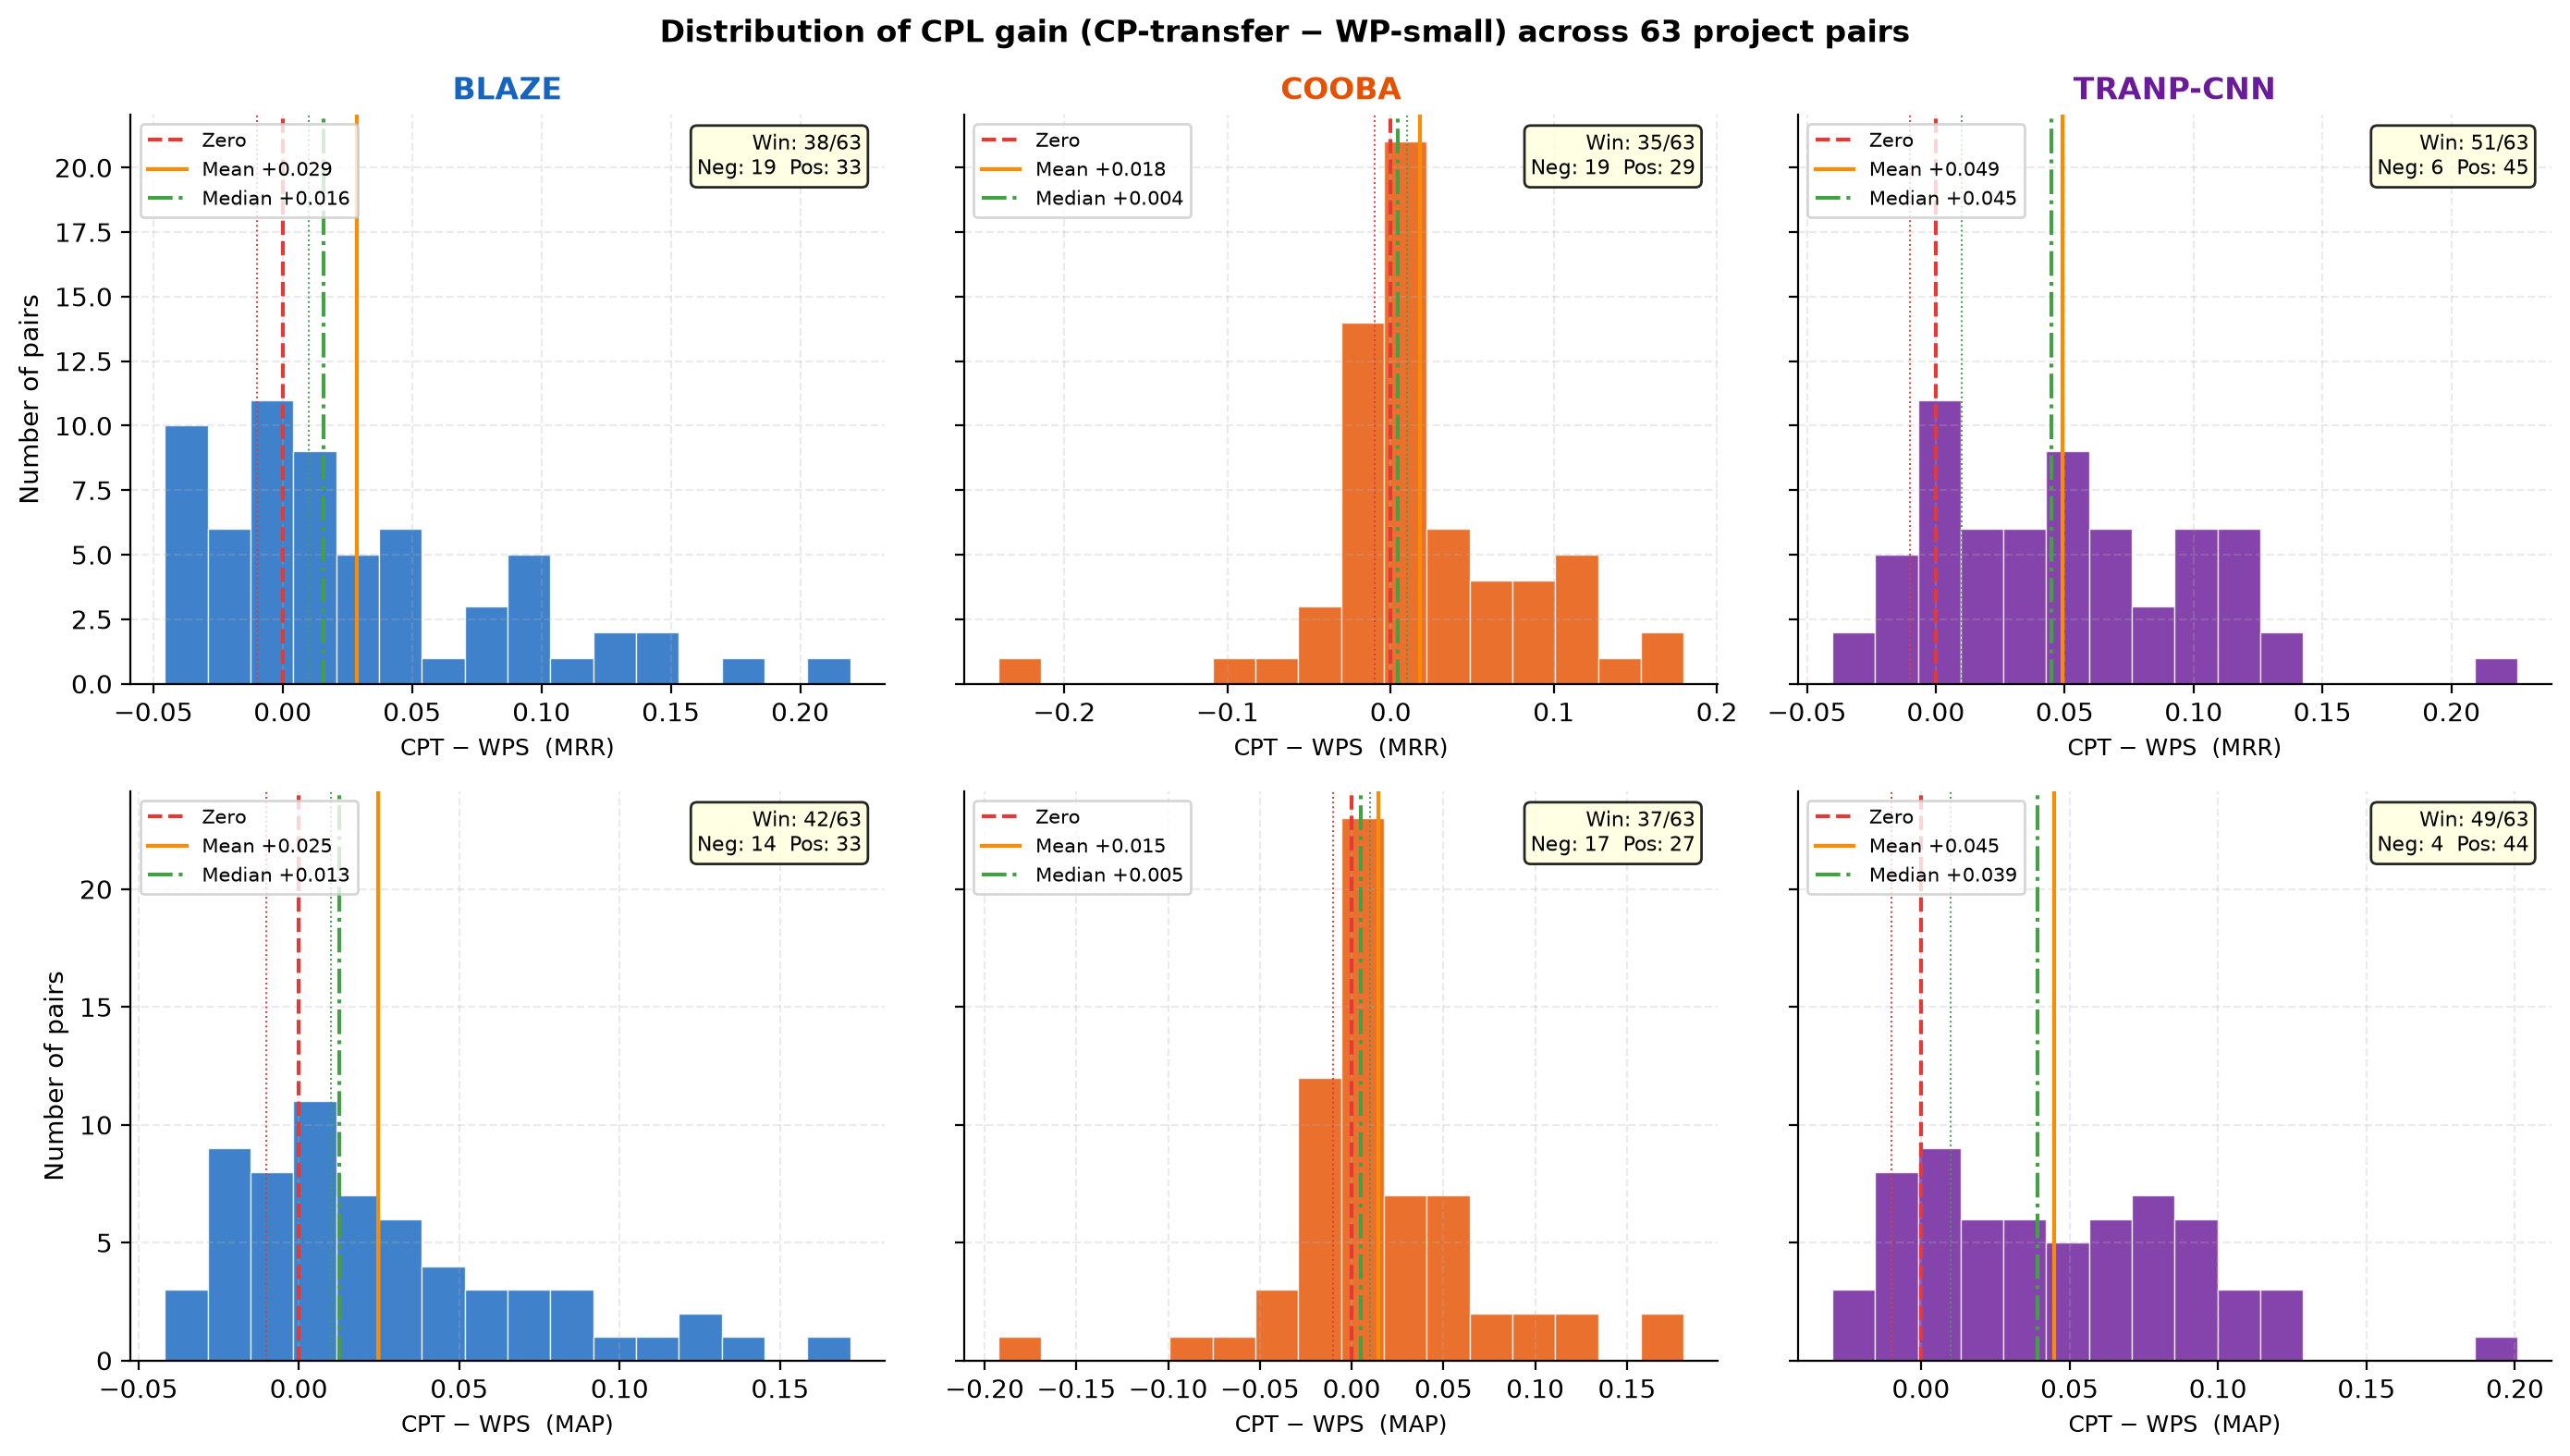 Distribution of CPL gain (CP-transfer − WP-small) across 63 project pairs
BLAZE
Zero
Mean +0.029
Median +0.016
Win: 38/63
Neg: 19 Pos: 33
Number of pairs
20.0
17.5
15.0
12.5
10.0
7.5
5.0
2.5
0.0
−0.05 0.00 0.05 0.10 0.15 0.20
CPT − WPS (MRR)
COOBA
Zero
Mean +0.018
Median +0.004
Win: 35/63
Neg: 19 Pos: 29
−0.2 −0.1 0.0 0.1 0.2
CPT − WPS (MRR)
TRANP-CNN
Zero
Mean +0.049
Median +0.045
Win: 51/63
Neg: 6 Pos: 45
−0.05 0.00 0.05 0.10 0.15 0.20
CPT − WPS (MRR)
Zero
Mean +0.025
Median +0.013
Win: 42/63
Neg: 14 Pos: 33
Number of pairs
20
15
10
5
0
−0.05 0.00 0.05 0.10 0.15
CPT − WPS (MAP)
Zero
Mean +0.015
Median +0.005
Win: 37/63
Neg: 17 Pos: 27
−0.20 −0.15 −0.10 −0.05 0.00 0.05 0.10 0.15
CPT − WPS (MAP)
Zero
Mean +0.045
Median +0.039
Win: 49/63
Neg: 4 Pos: 44
0.00 0.05 0.10 0.15 0.20
CPT − WPS (MAP)